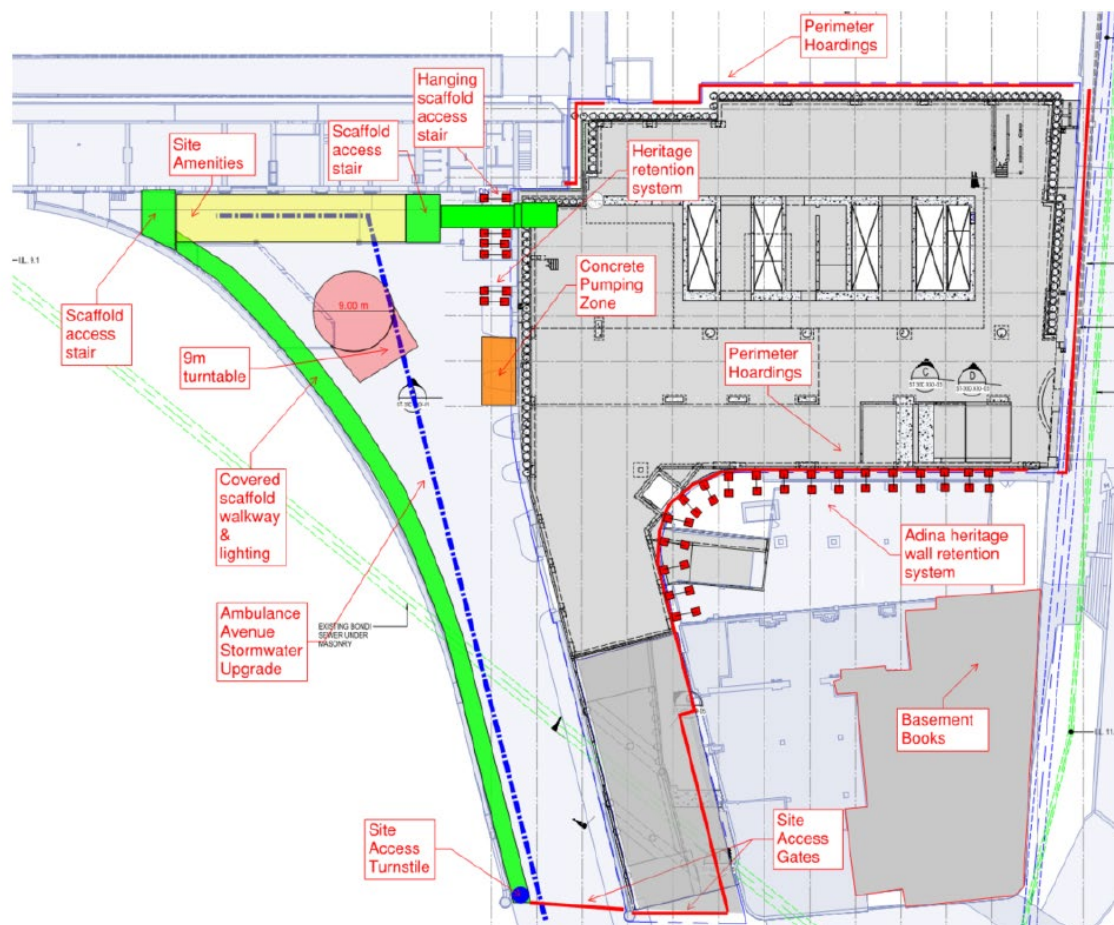 Perimeter
Hoardings
Hanging
scaffold
access
stair
Scaffold
access
stair
Site
Amenities
Heritage
retention
system
Concrete
Pumping
Zone
Scaffold
access
stair
9.00 m
9m
turntable
Perimeter
Hoardings
C
D
Covered
scaffold
walkway
&
lighting
Adina heritage
wall retention
system
Ambulance
Avenue
Stormwater
Upgrade
EXISTING BONDI
SEWER UNDER
MASONRY
Basement
Books
Site
Access
Turnstile
Site
Access
Gates